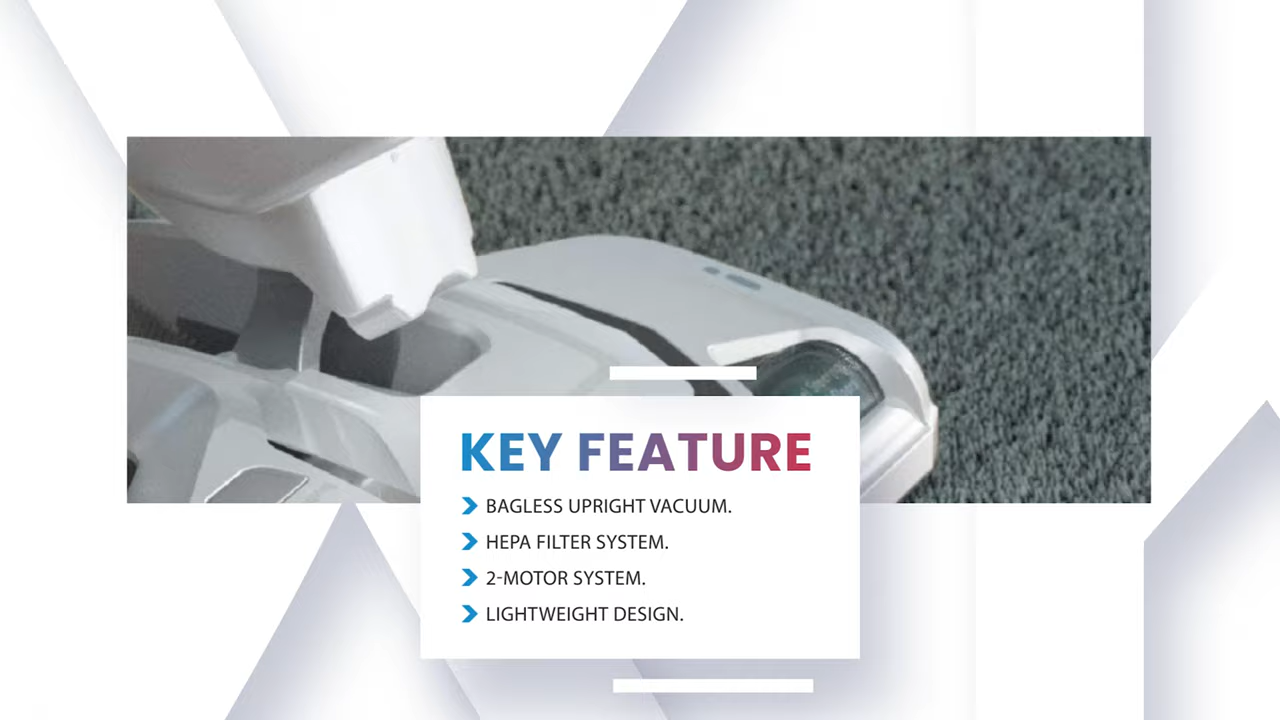 KEY FEATURE
BAGLESS UPRIGHT VACUUM.
HEPA FILTER SYSTEM.
2-MOTOR SYSTEM.
LIGHTWEIGHT DESIGN.